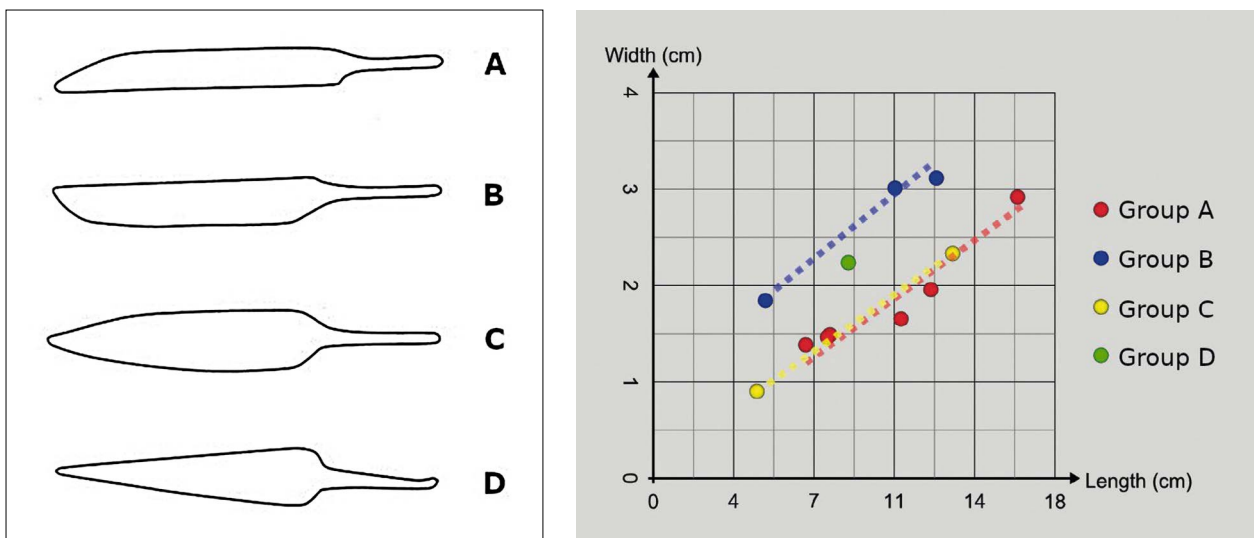 A
B
C
D
Width (cm)
4
3
2
1
0
0 4 7 11 14 18
Length (cm)
Group A
Group B
Group C
Group D